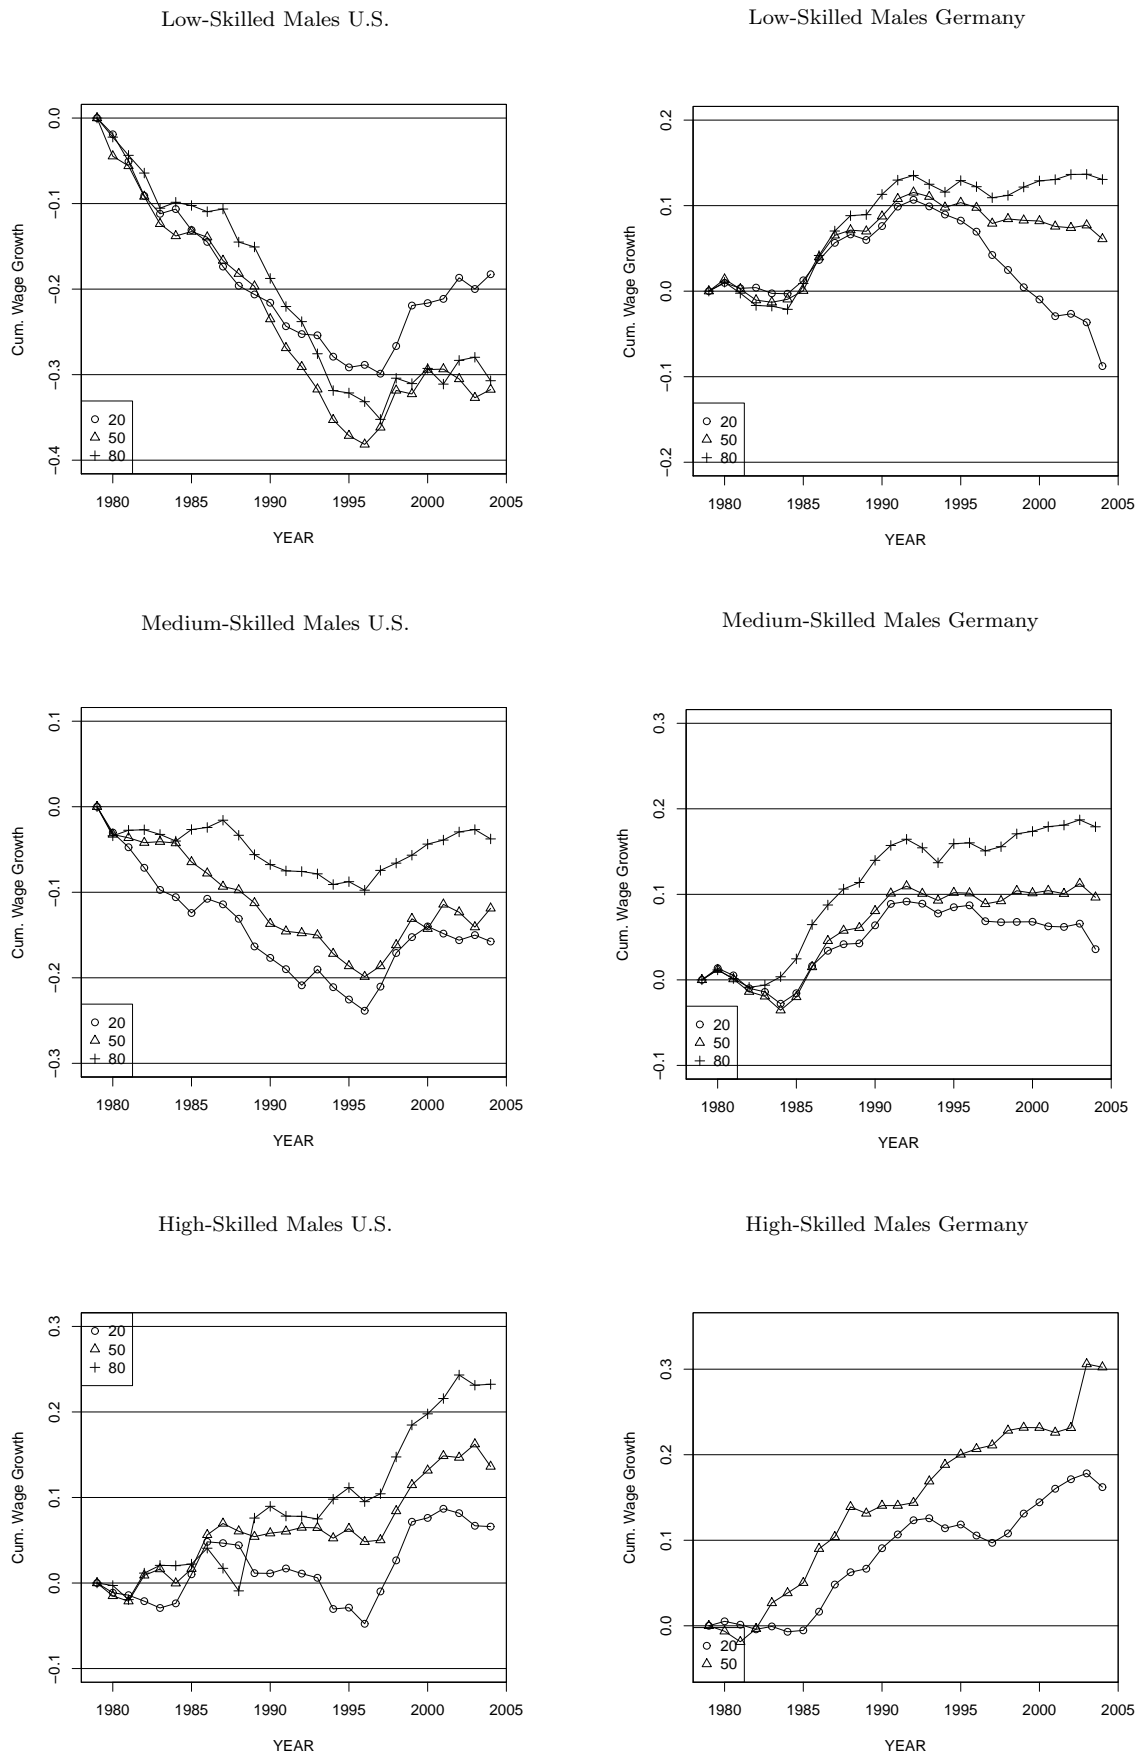 Low-Skilled Males U.S.
Cum. Wage Growth
0.0
−0.1
−0.2
−0.3
−0.4
20
50
80
1980 1985 1990 1995 2000 2005
YEAR
Low-Skilled Males Germany
Cum. Wage Growth
0.2
0.1
0.0
−0.1
−0.2
20
50
80
1980 1985 1990 1995 2000 2005
YEAR
Medium-Skilled Males U.S.
Cum. Wage Growth
0.1
0.0
−0.1
−0.2
−0.3
20
50
80
1980 1985 1990 1995 2000 2005
YEAR
Medium-Skilled Males Germany
Cum. Wage Growth
0.3
0.2
0.1
0.0
−0.1
20
50
80
1980 1985 1990 1995 2000 2005
YEAR
High-Skilled Males U.S.
Cum. Wage Growth
0.3
0.2
0.1
0.0
−0.1
20
50
80
1980 1985 1990 1995 2000 2005
YEAR
High-Skilled Males Germany
Cum. Wage Growth
0.3
0.2
0.1
0.0
20
50
1980 1985 1990 1995 2000 2005
YEAR